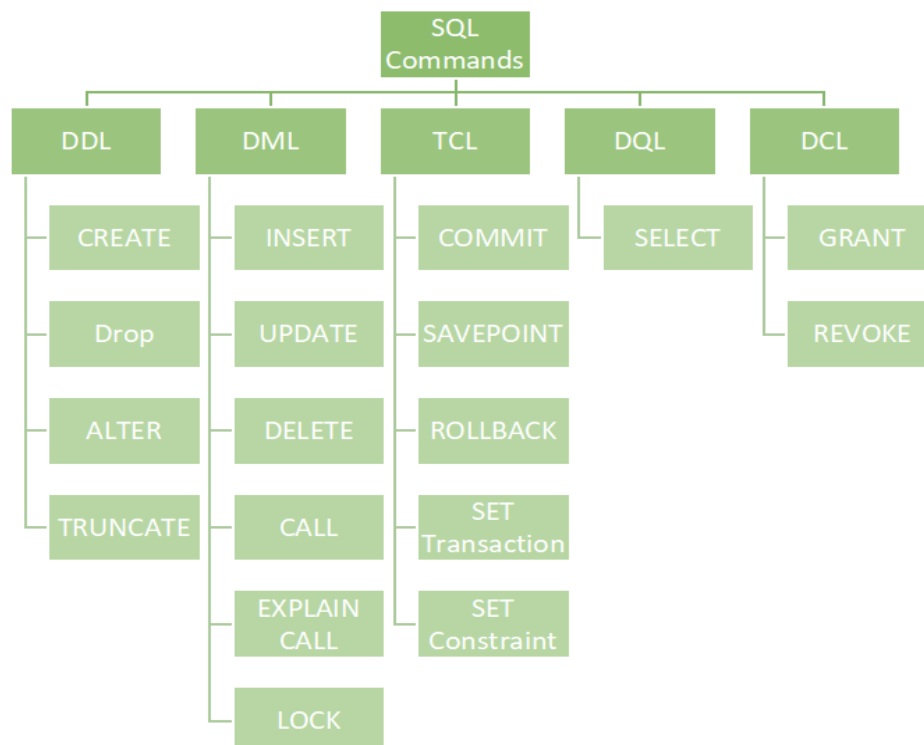 SQL
Commands
DDL
DML
TCL
DQL
DCL
CREATE
INSERT
COMMIT
SELECT
GRANT
Drop
UPDATE
SAVEPOINT
REVOKE
ALTER
DELETE
ROLLBACK
TRUNCATE
CALL
SET
Transaction
EXPLAIN
CALL
SET
Constraint
LOCK